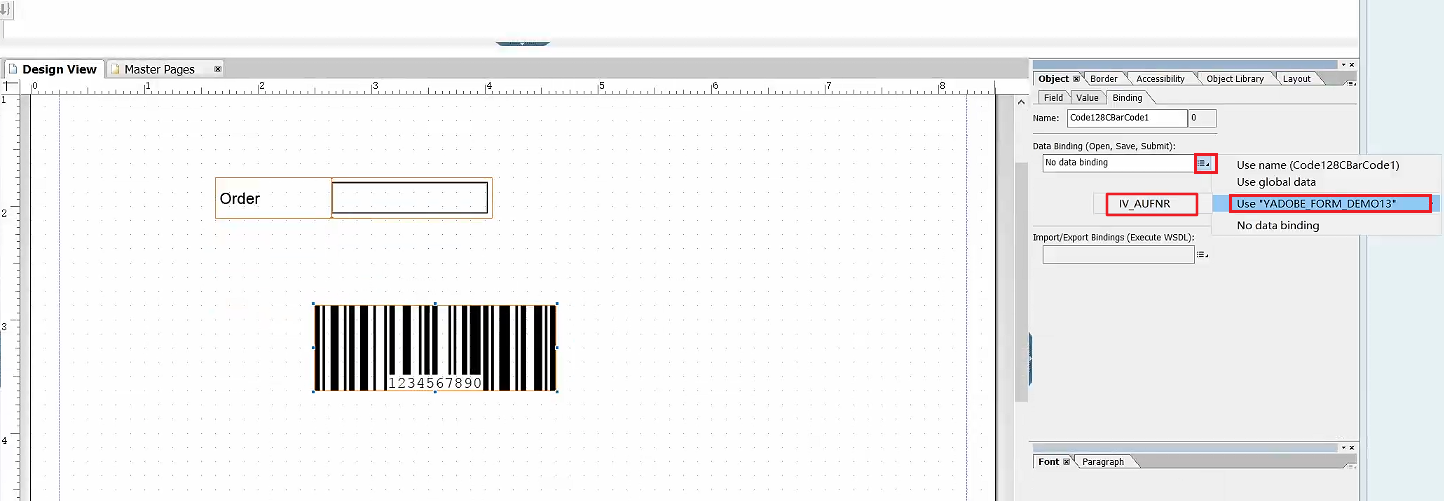 Design View Master Pages
0 1 2 3 4 5 6 7 8
Object Border Accessibility Object Library Layout
Field Value Binding
Name: Code128CBarCode1 0
Data Binding (Open, Save, Submit):
No data binding
Use name (Code128CBarCode1)
Use global data
Use "YADOBE_FORM_DEMO13"
No data binding
IV_AUFNR
Import/Export Bindings (Execute WSDL):
1
2
3
4
Order
1234567890
Font Paragraph